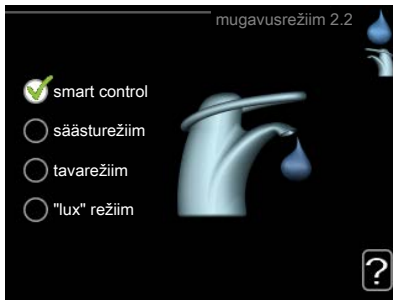 mugavusrežiim 2.2
smart control
säästurežiim
tavarežiim
"lux" režiim
?